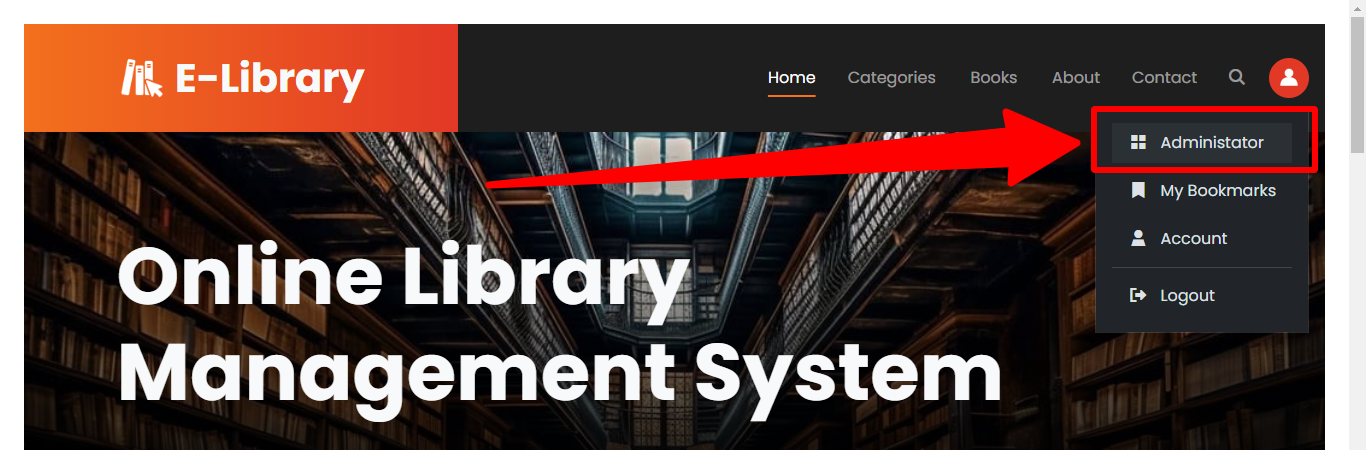 E-Library
Home Categories Books About Contact
Administator
My Bookmarks
Account
Logout
Online Library
Management System